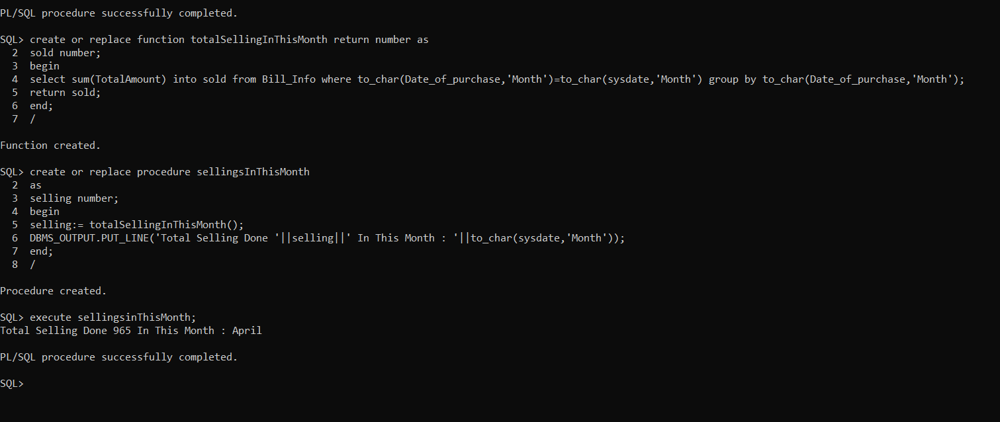 PL/SQL procedure successfully completed.
SQL> create or replace function totalSellingInThisMonth return number as
  2  sold number;
  3  begin
  4  select sum(TotalAmount) into sold from Bill_Info where to_char(Date_of_purchase,'Month')=to_char(sysdate,'Month') group by to_char(Date_of_purchase,'Month');
  5  return sold;
  6  end;
  7  /
Function created.
SQL> create or replace procedure sellingsInThisMonth
  2  as
  3  selling number;
  4  begin
  5  selling:= totalSellingInThisMonth();
  6  DBMS_OUTPUT.PUT_LINE('Total Selling Done '||selling||' In This Month : '||to_char(sysdate,'Month'));
  7  end;
  8  /
Procedure created.
SQL> execute sellingsinThisMonth;
Total Selling Done 965 In This Month : April
PL/SQL procedure successfully completed.
SQL>